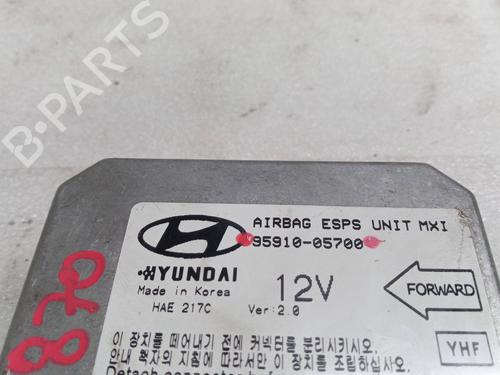 AIRBAG ESPS UNIT MXI
95910-05700
HYUNDAI
Made in Korea
HAE 217C
12V
Ver: 2.0
FORWARD
YHF
이 장치를 떼어내기 전에 커넥터를 분리시키시오.
안내 책자의 지침에 따라서 이 장치를 조립하십시오.
Detach connector
870
B-PARTS